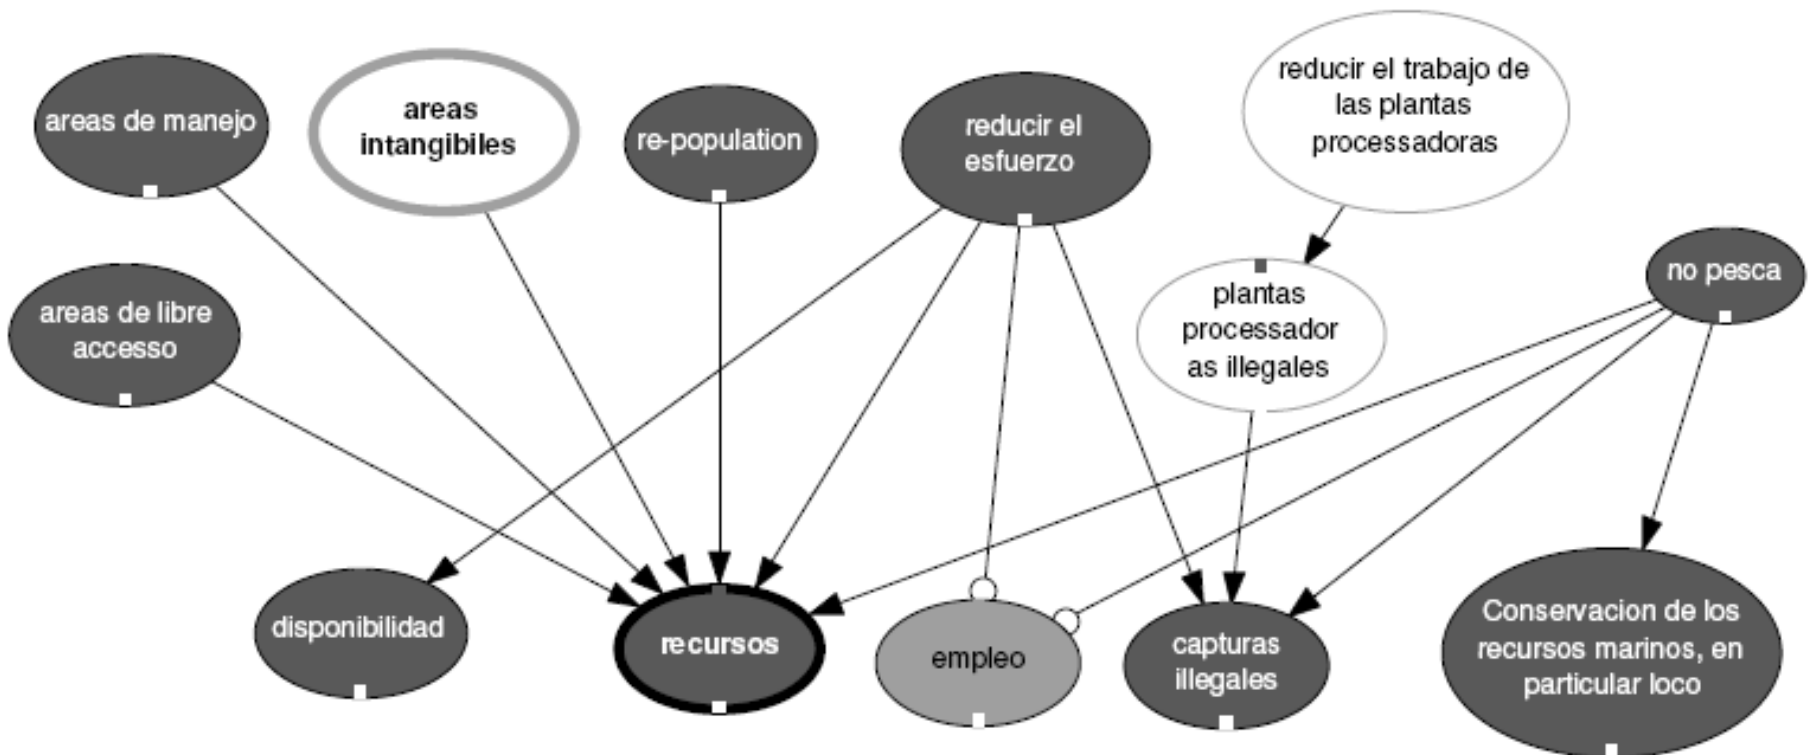 areas de manejo
areas
intangibiles
re-population
reducir el
esfuerzo
reducir el trabajo de
las plantas
processadoras
areas de libre
accesso
plantas
processador
as illegales
no pesca
disponibilidad
recursos
empleo
capturas
illegales
Conservacion de los
recursos marinos, en
particular loco